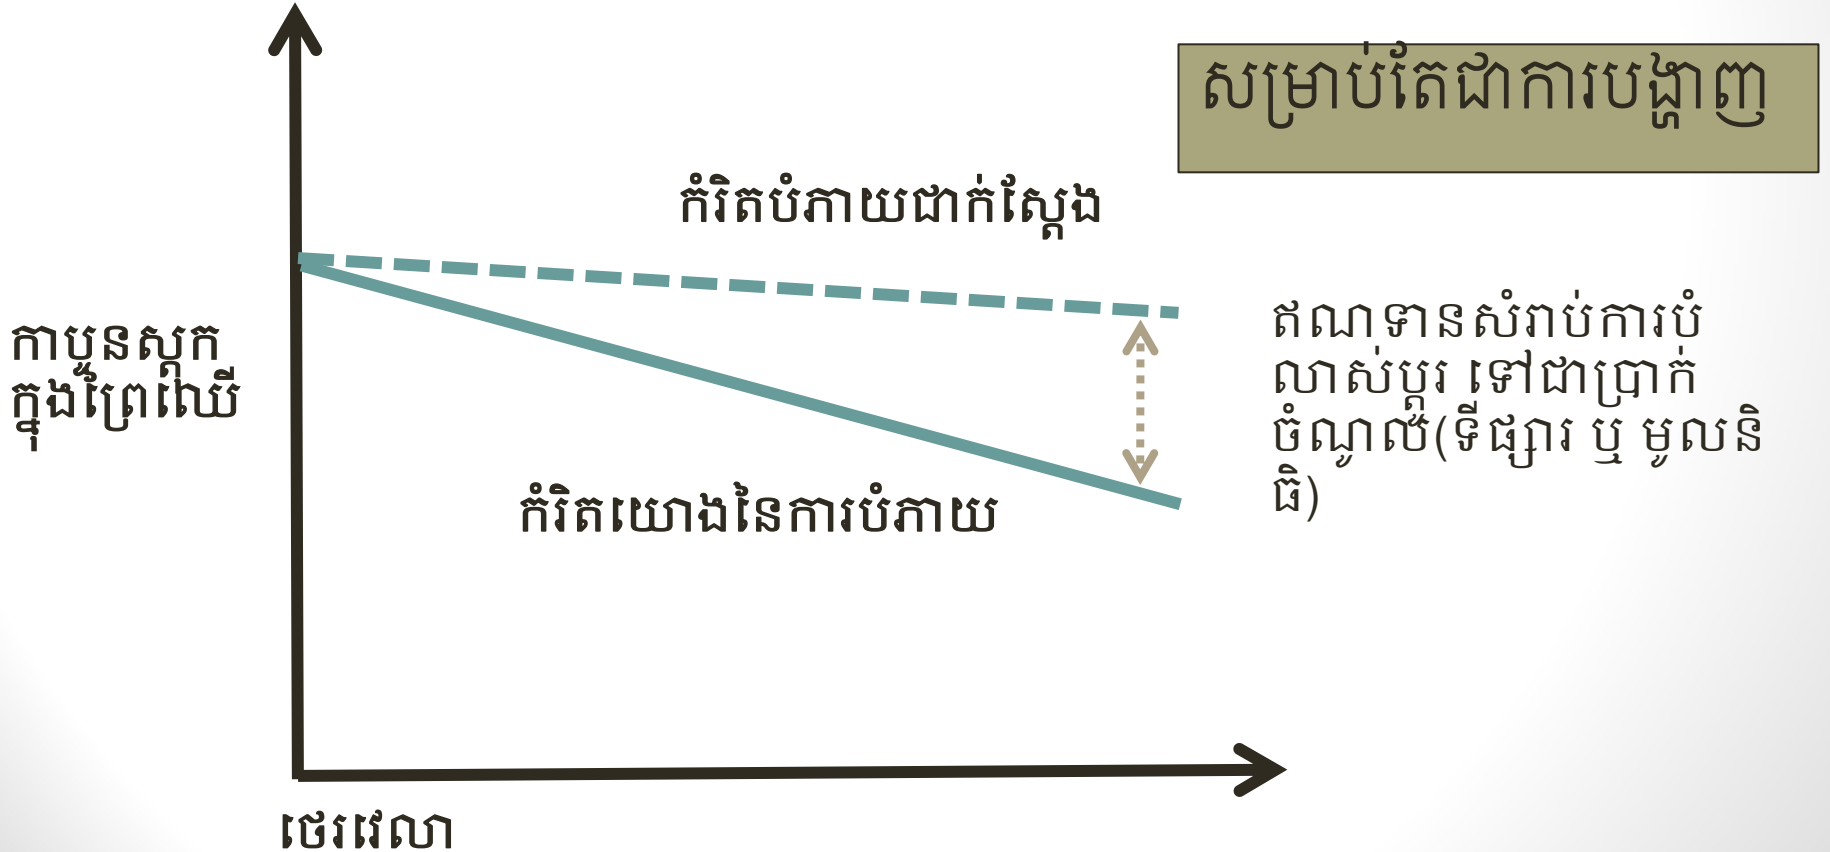 សម្រាប់តែជាការបង្ហាញ
កំរិតបំភាយជាក់ស្តែង
កាបូនស្តុក
ក្នុងព្រៃឈើ
ឥណទានសំរាប់ការបំ
លាស់ប្តូរ ទៅជាប្រាក់
ចំណូល(ទីផ្សារ ឬ មូលនិ
ធិ)
កំរិតយោងនៃការបំភាយ
ថេរវេលា